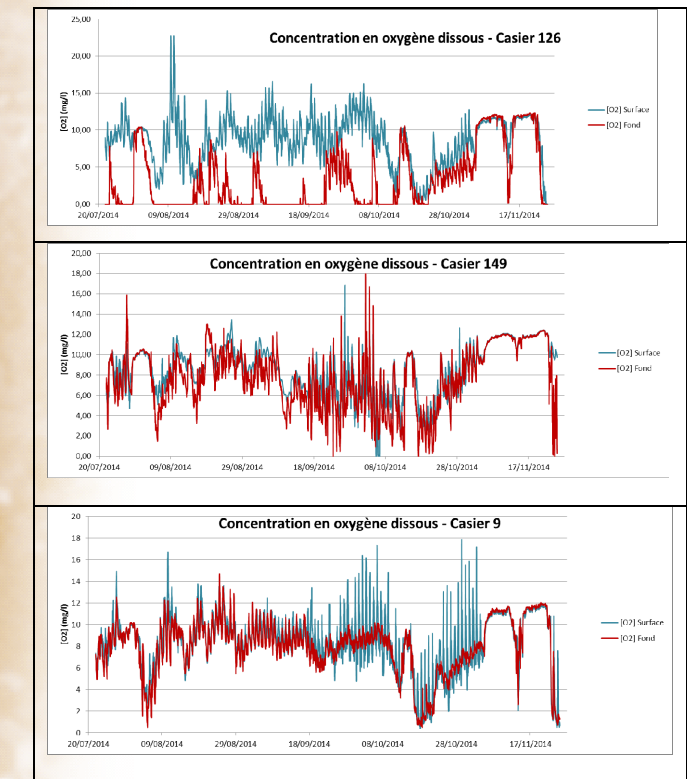 Concentration en oxygène dissous - Casier 126
[O2] (mg/l)
25,00
20,00
15,00
10,00
5,00
0,00
20/07/2014 09/08/2014 29/08/2014 18/09/2014 08/10/2014 28/10/2014 17/11/2014
[O2] Surface
[O2] Fond
Concentration en oxygène dissous - Casier 149
[O2] (mg/l)
20,00
18,00
16,00
14,00
12,00
10,00
8,00
6,00
4,00
2,00
0,00
20/07/2014 09/08/2014 29/08/2014 18/09/2014 08/10/2014 28/10/2014 17/11/2014
[O2] Surface
[O2] Fond
Concentration en oxygène dissous - Casier 9
[O2] (mg/l)
20
18
16
14
12
10
8
6
4
2
0
20/07/2014 09/08/2014 29/08/2014 18/09/2014 08/10/2014 28/10/2014 17/11/2014
[O2] Surface
[O2] Fond